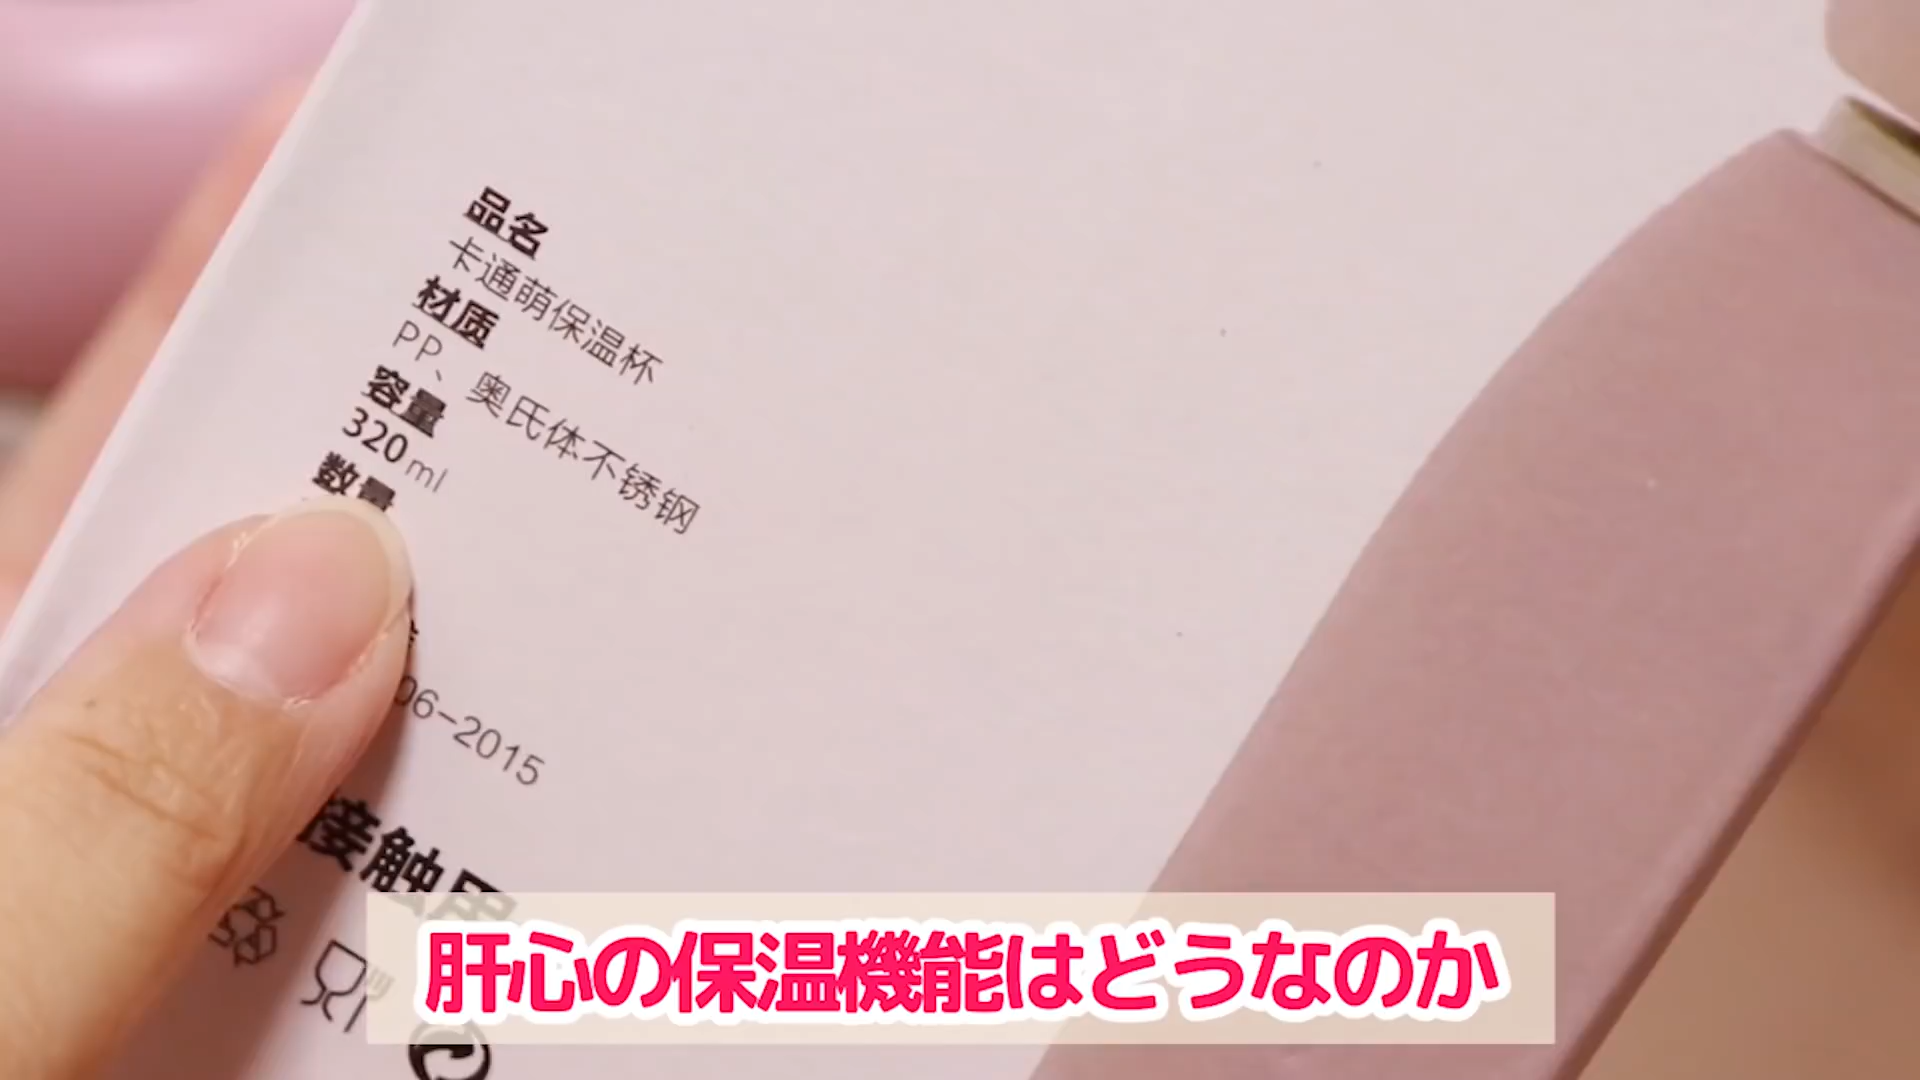 品名
卡通萌保温杯
材质
PP、奥氏体不锈钢
容量
320ml
数量
06-2015
接触用
肝心の保温機能はどうなのか